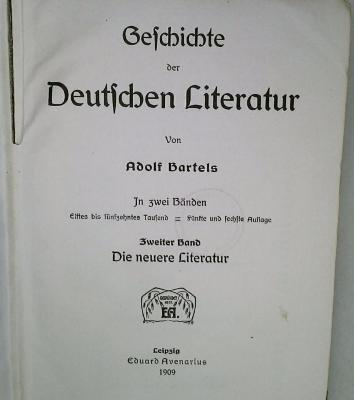 Geſchichte
der
Deutſchen Literatur
Von
Adolf Bartels
In zwei Bänden
Elftes bis fünfzehntes Tauſend = Fünfte und ſechſte Auflage
Zweiter Band
Die neuere Literatur
E.A.
Leipzig
Eduard Avenarius
1909